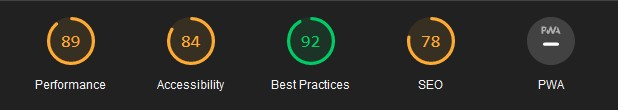 89 84 92 78 PWA
Performance Accessibility Best Practices SEO PWA